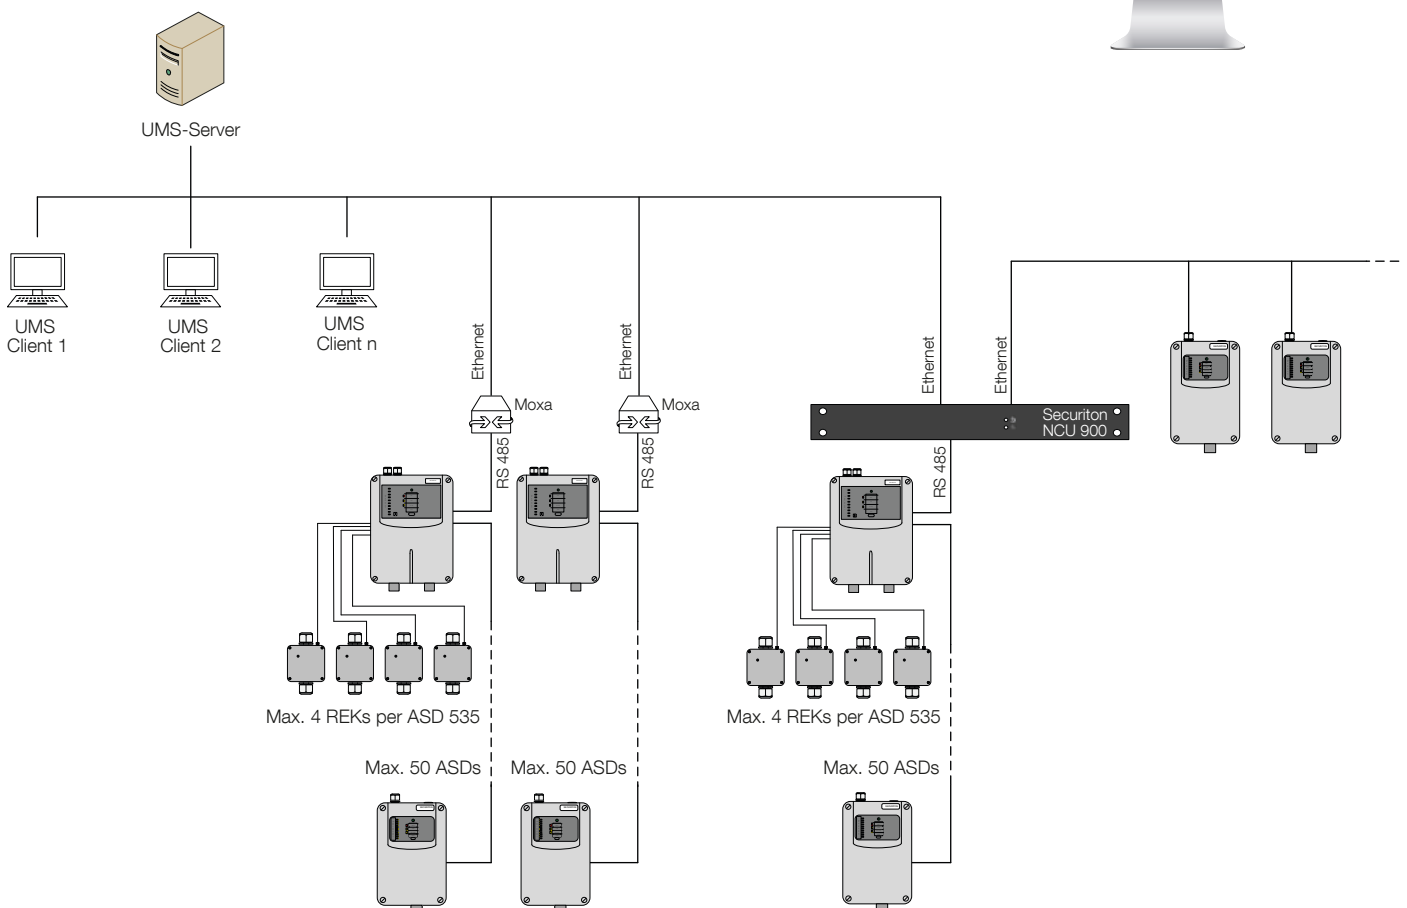 UMS-Server
UMS
Client 1
UMS
Client 2
UMS
Client n
Ethernet
Ethernet
Ethernet
Ethernet
Moxa
Moxa
Securiton
NCU 900
RS 485
RS 485
RS 485
Max. 4 REKs per ASD 535
Max. 4 REKs per ASD 535
Max. 50 ASDs
Max. 50 ASDs
Max. 50 ASDs